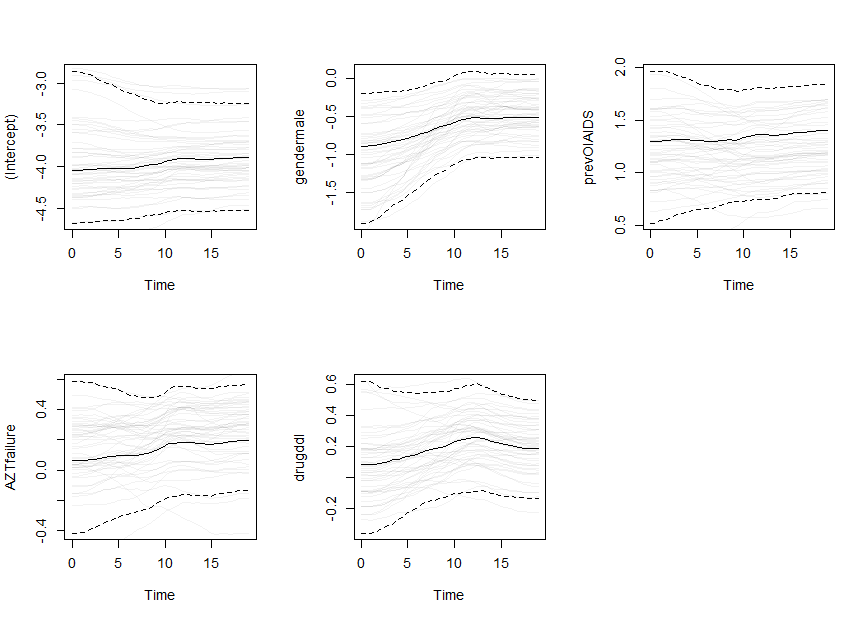 (Intercept)
-3.0
-3.5
-4.0
-4.5
0 5 10 15
Time
gendermale
0.0
-0.5
-1.0
-1.5
0 5 10 15
Time
prevOIAIDS
2.0
1.5
1.0
0.5
0 5 10 15
Time
AZTfailure
0.4
0.0
-0.4
0 5 10 15
Time
drugddI
0.6
0.4
0.2
-0.2
0 5 10 15
Time